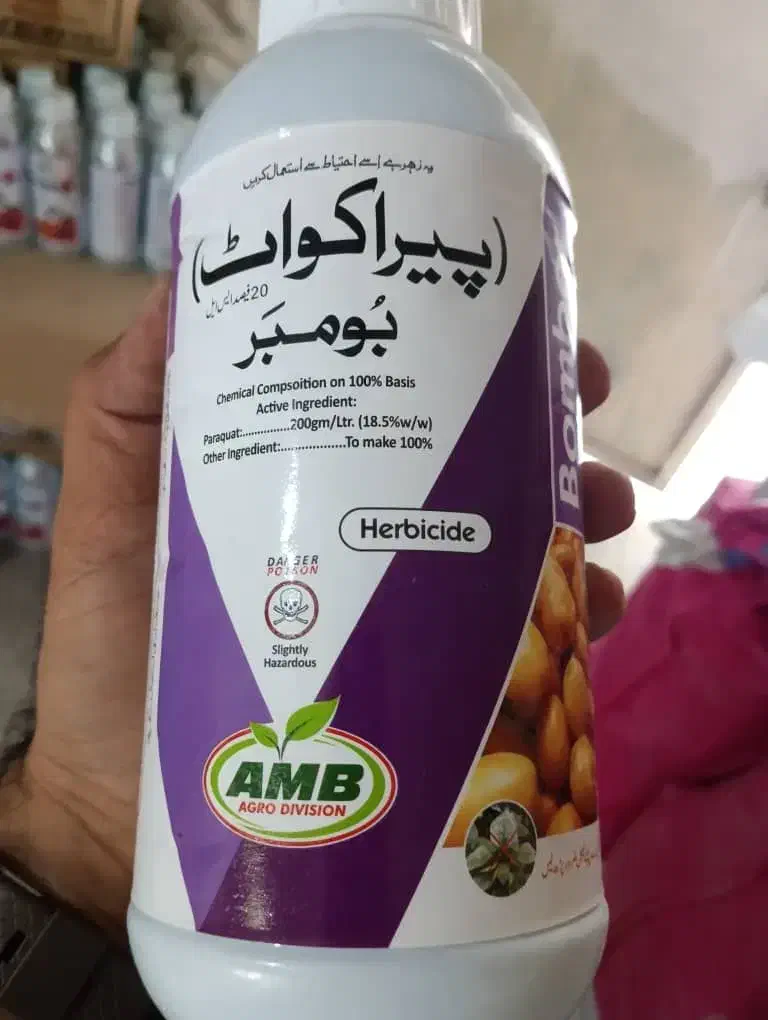 یہ زہر ہے اسے احتیاط سے استعمال کریں
(پیراکواٹ)
20 فیصد ایس ایل
بُومبَر
Chemical Compsoition on 100% Basis
Active Ingredient:
Paraquat:...............200gm/Ltr. (18.5%w/w)
Other Ingredient:..................To make 100%
Herbicide
DANGER
POISON
Slightly
Hazardous
AMB
AGRO DIVISION